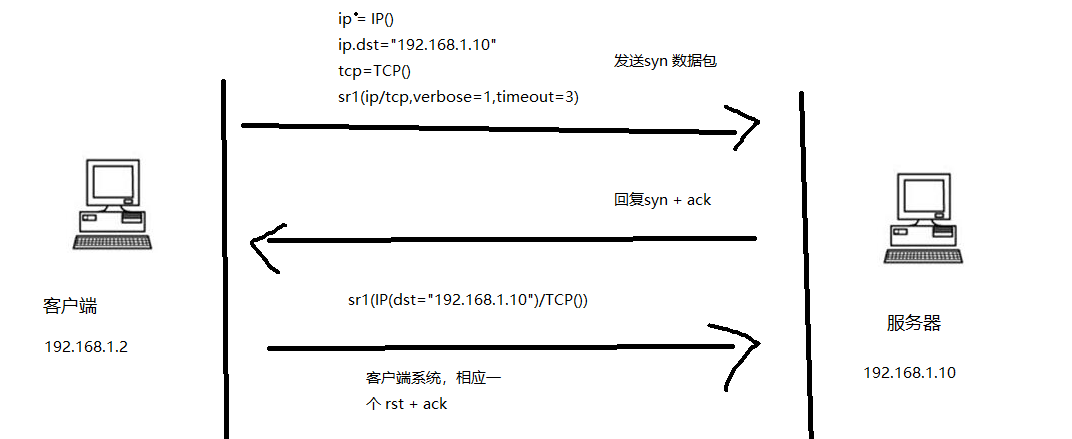 ip = IP()
ip.dst="192.168.1.10"
tcp=TCP()
sr1(ip/tcp,verbose=1,timeout=3)
发送syn 数据包
回复syn + ack
sr1(IP(dst="192.168.1.10")/TCP())
客户端
192.168.1.2
服务器
192.168.1.10
客户端系统，相应一
个 rst + ack